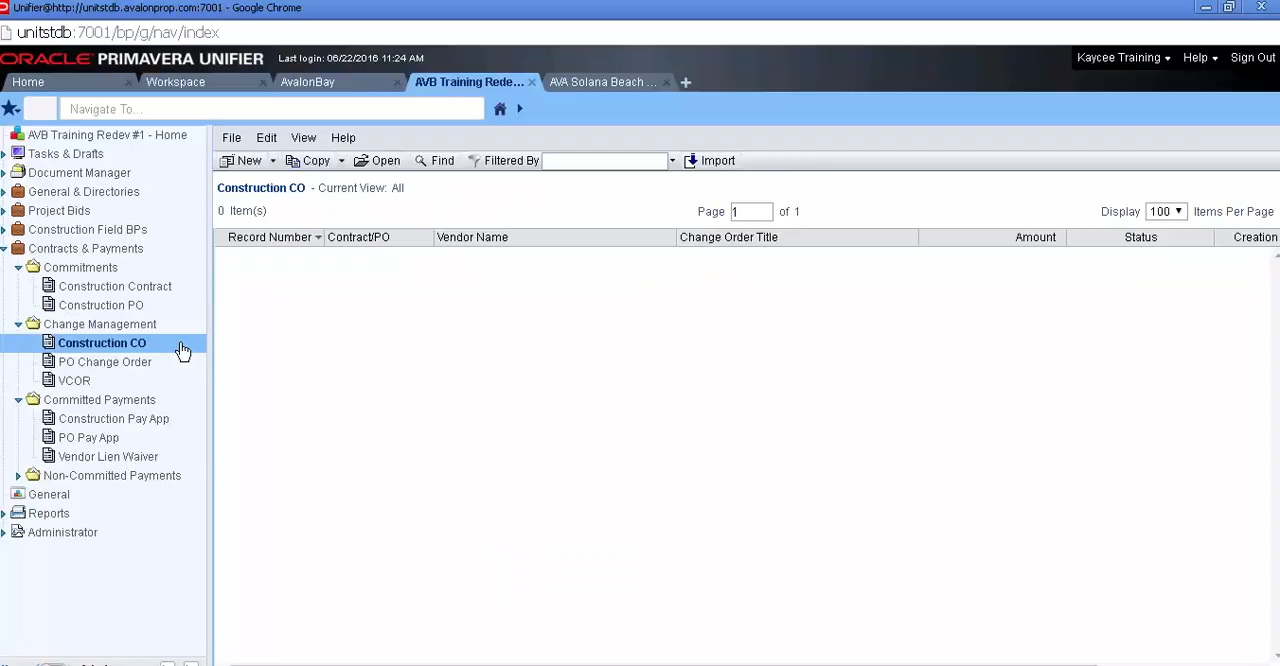 Unifier@http://unitstdb.avalonprop.com:7001 - Google Chrome
unitstdb:7001/bp/g/nav/index
ORACLE PRIMAVERA UNIFIER Last login: 06/22/2016 11:24 AM Kaycee Training Help Sign Out
Home Workspace AvalonBay AVB Training Rede... AVA Solana Beach ...
Navigate To...
AVB Training Redev #1 - Home
Tasks & Drafts
Document Manager
General & Directories
Project Bids
Construction Field BPs
Contracts & Payments
Commitments
Construction Contract
Construction PO
Change Management
Construction CO
PO Change Order
VCOR
Committed Payments
Construction Pay App
PO Pay App
Vendor Lien Waiver
Non-Committed Payments
General
Reports
Administrator
File Edit View Help
New Copy Open Find Filtered By Import
Construction CO - Current View: All
0 Item(s) Page 1 of 1 Display 100 Items Per Page
Record Number Contract/PO Vendor Name Change Order Title Amount Status Creation